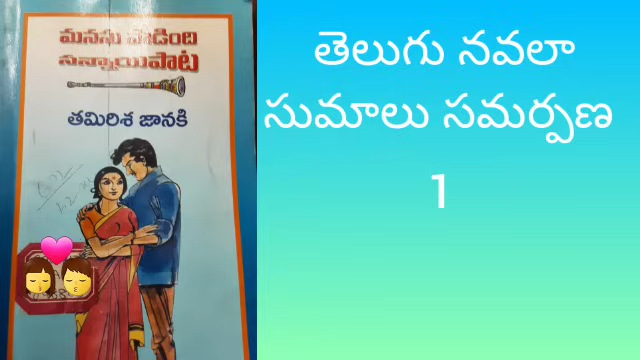 మనసు పాడింది
సన్నాయిపాట
తమిరిశ జానకి
తెలుగు నవలా
సుమాలు సమర్పణ
1